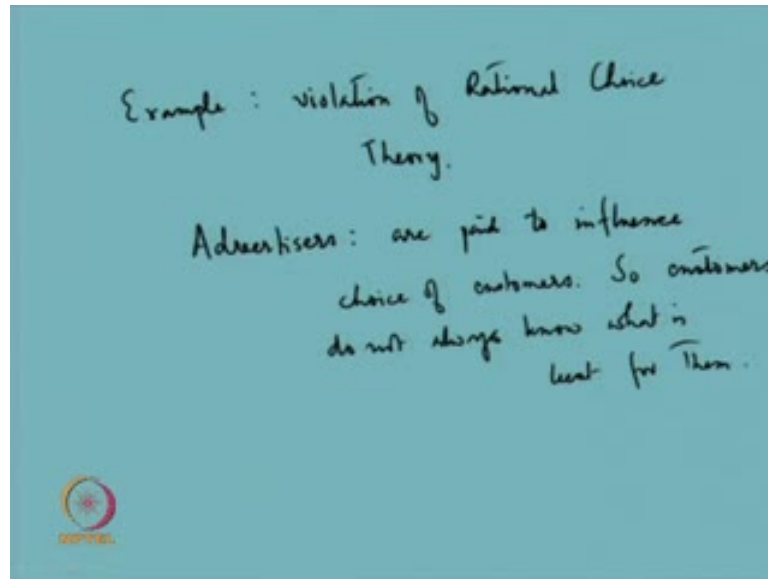 Example : violation of Rational Choice
Theory.
Advertisers : are paid to influence
choice of customers. So customers
do not always know what is
best for Them.
NPTEL